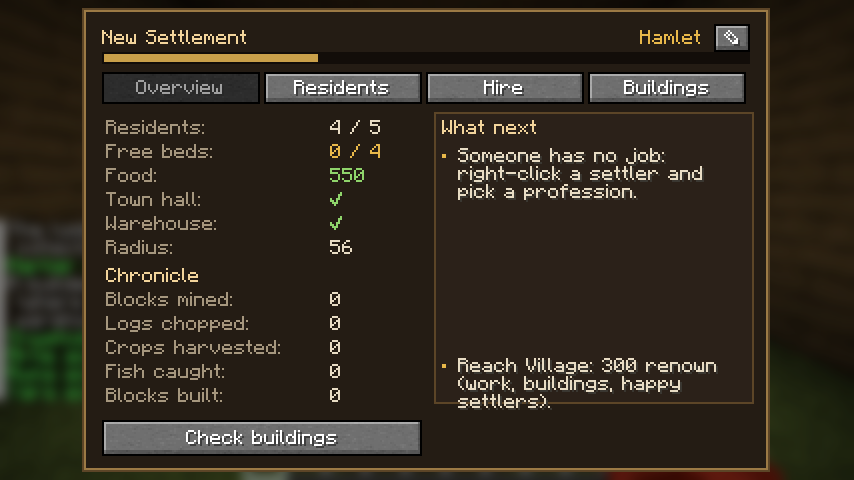 New Settlement
Hamlet
Overview
Residents
Hire
Buildings
Residents: 4 / 5
Free beds: 0 / 4
Food: 550
Town hall: ✓
Warehouse: ✓
Radius: 56
Chronicle
Blocks mined: 0
Logs chopped: 0
Crops harvested: 0
Fish caught: 0
Blocks built: 0
Check buildings
What next
• Someone has no job:
right-click a settler and
pick a profession.
• Reach Village: 300 renown
(work, buildings, happy
settlers).